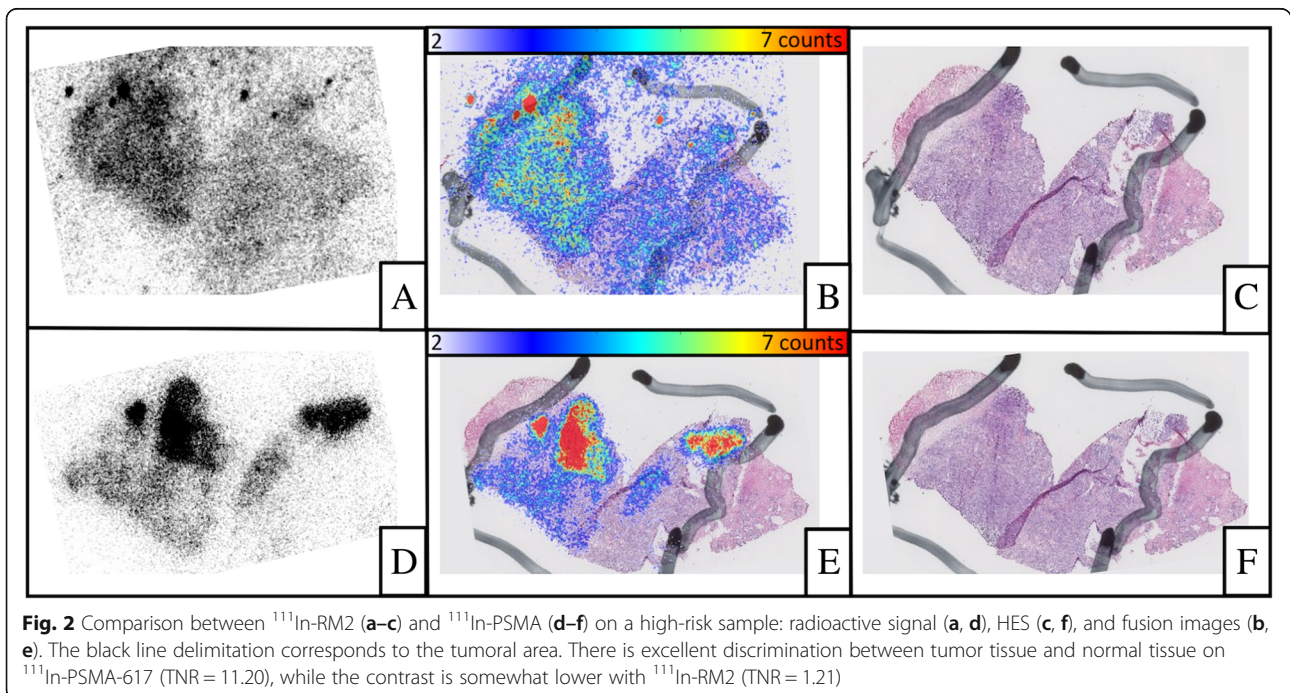 2 7 counts
A B C
2 7 counts
D E F
Fig. 2 Comparison between ¹¹¹In-RM2 (a–c) and ¹¹¹In-PSMA (d–f) on a high-risk sample: radioactive signal (a, d), HES (c, f), and fusion images (b,
e). The black line delimitation corresponds to the tumoral area. There is excellent discrimination between tumor tissue and normal tissue on
¹¹¹In-PSMA-617 (TNR = 11.20), while the contrast is somewhat lower with ¹¹¹In-RM2 (TNR = 1.21)